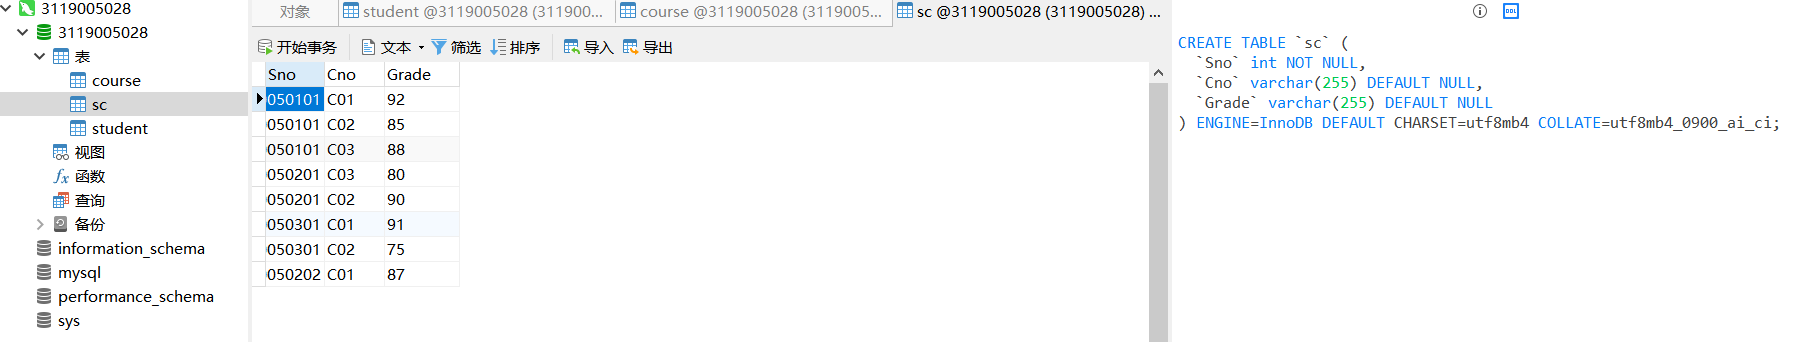 3119005028
3119005028
表
course
sc
student
视图
函数
查询
备份
information_schema
mysql
performance_schema
sys
对象
student @3119005028 (311900...
course @3119005028 (3119005...
sc @3119005028 (3119005028) ...
开始事务
文本
筛选
排序
导入
导出
Sno Cno Grade
050101 C01 92
050101 C02 85
050101 C03 88
050201 C03 80
050201 C02 90
050301 C01 91
050301 C02 75
050202 C01 87
DDL
CREATE TABLE `sc` (
`Sno` int NOT NULL,
`Cno` varchar(255) DEFAULT NULL,
`Grade` varchar(255) DEFAULT NULL
) ENGINE=InnoDB DEFAULT CHARSET=utf8mb4 COLLATE=utf8mb4_0900_ai_ci;